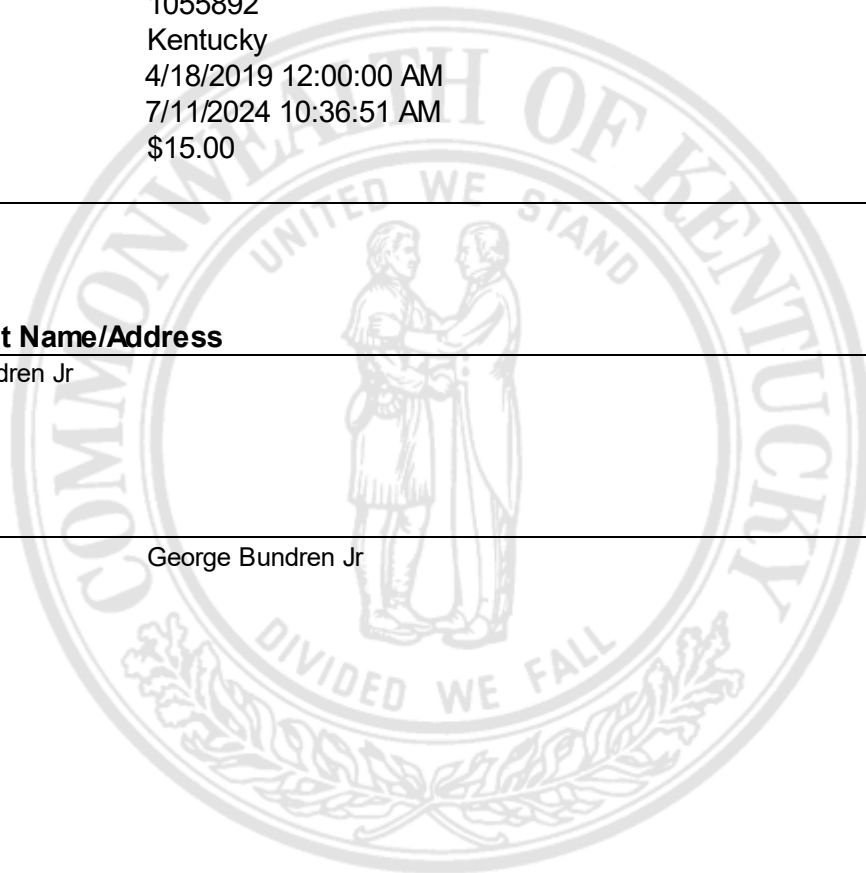 1055892
Kentucky
4/18/2019 12:00:00 AM
7/11/2024 10:36:51 AM
$15.00
COMMONWEALTH OF KENTUCKY
UNITED WE STAND
t Name/Address
dren Jr
George Bundren Jr
DIVIDED WE FALL